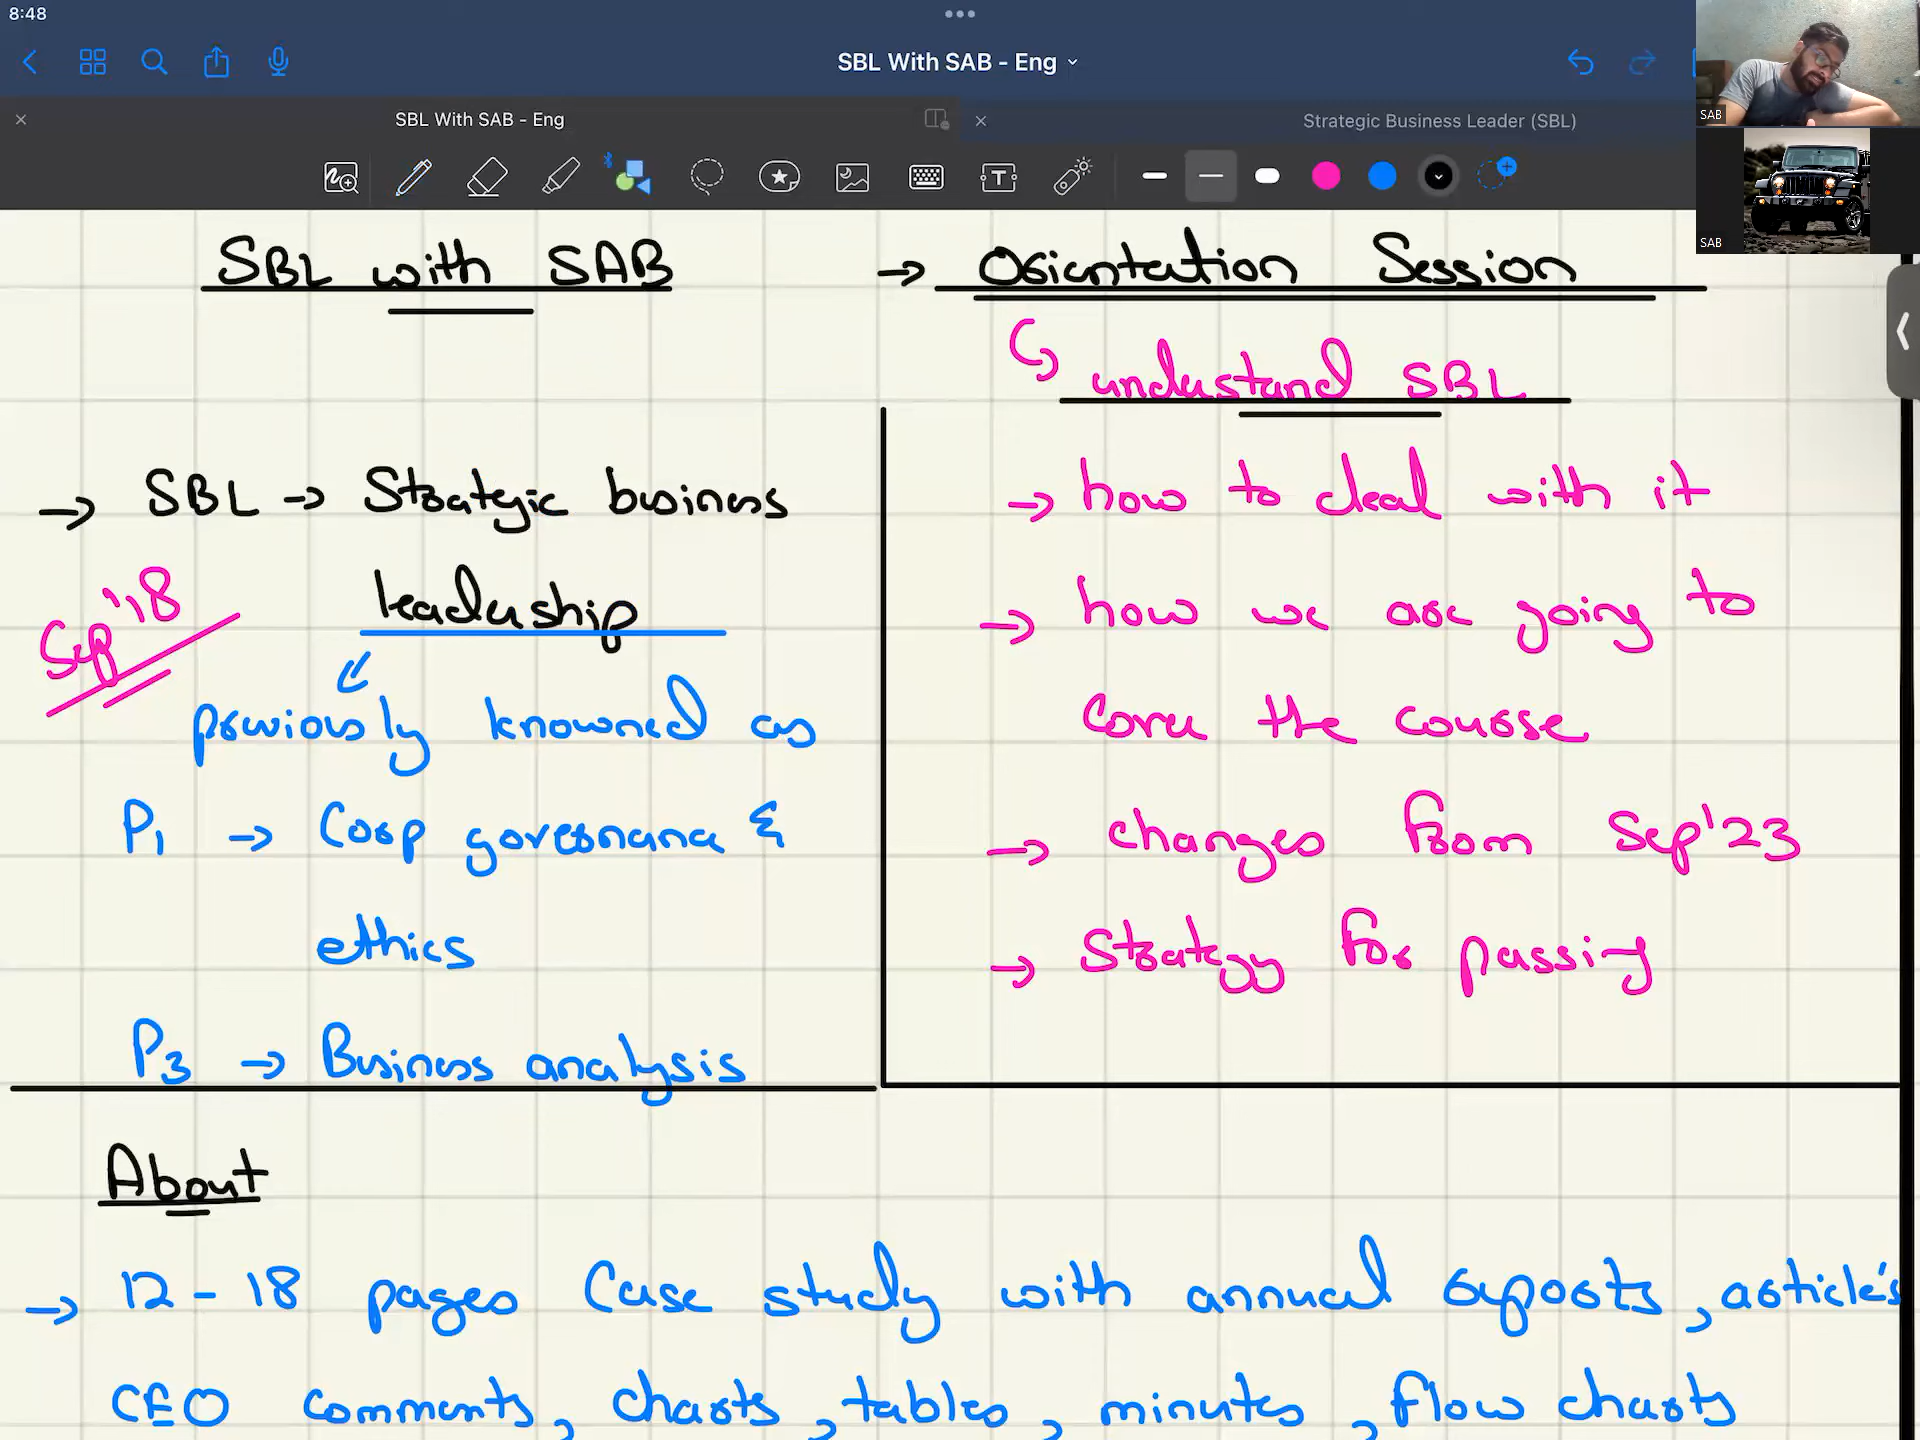 8:48
SBL With SAB - Eng
SBL With SAB - Eng
Strategic Business Leader (SBL)
SAB
SAB
SBL with SAB → Orientation Session
understand SBL
→ SBL → Strategic business
leadership
Sep'18
previously knowned as
P1 → Corp governance &
ethics
P3 → Business analysis
→ how to deal with it
→ how we are going to
cover the course
→ changes from Sep'23
→ Strategy for passing
About
→ 12 - 18 pages Case study with annual reports, article's
CEO comments, charts, tables, minutes, flow charts